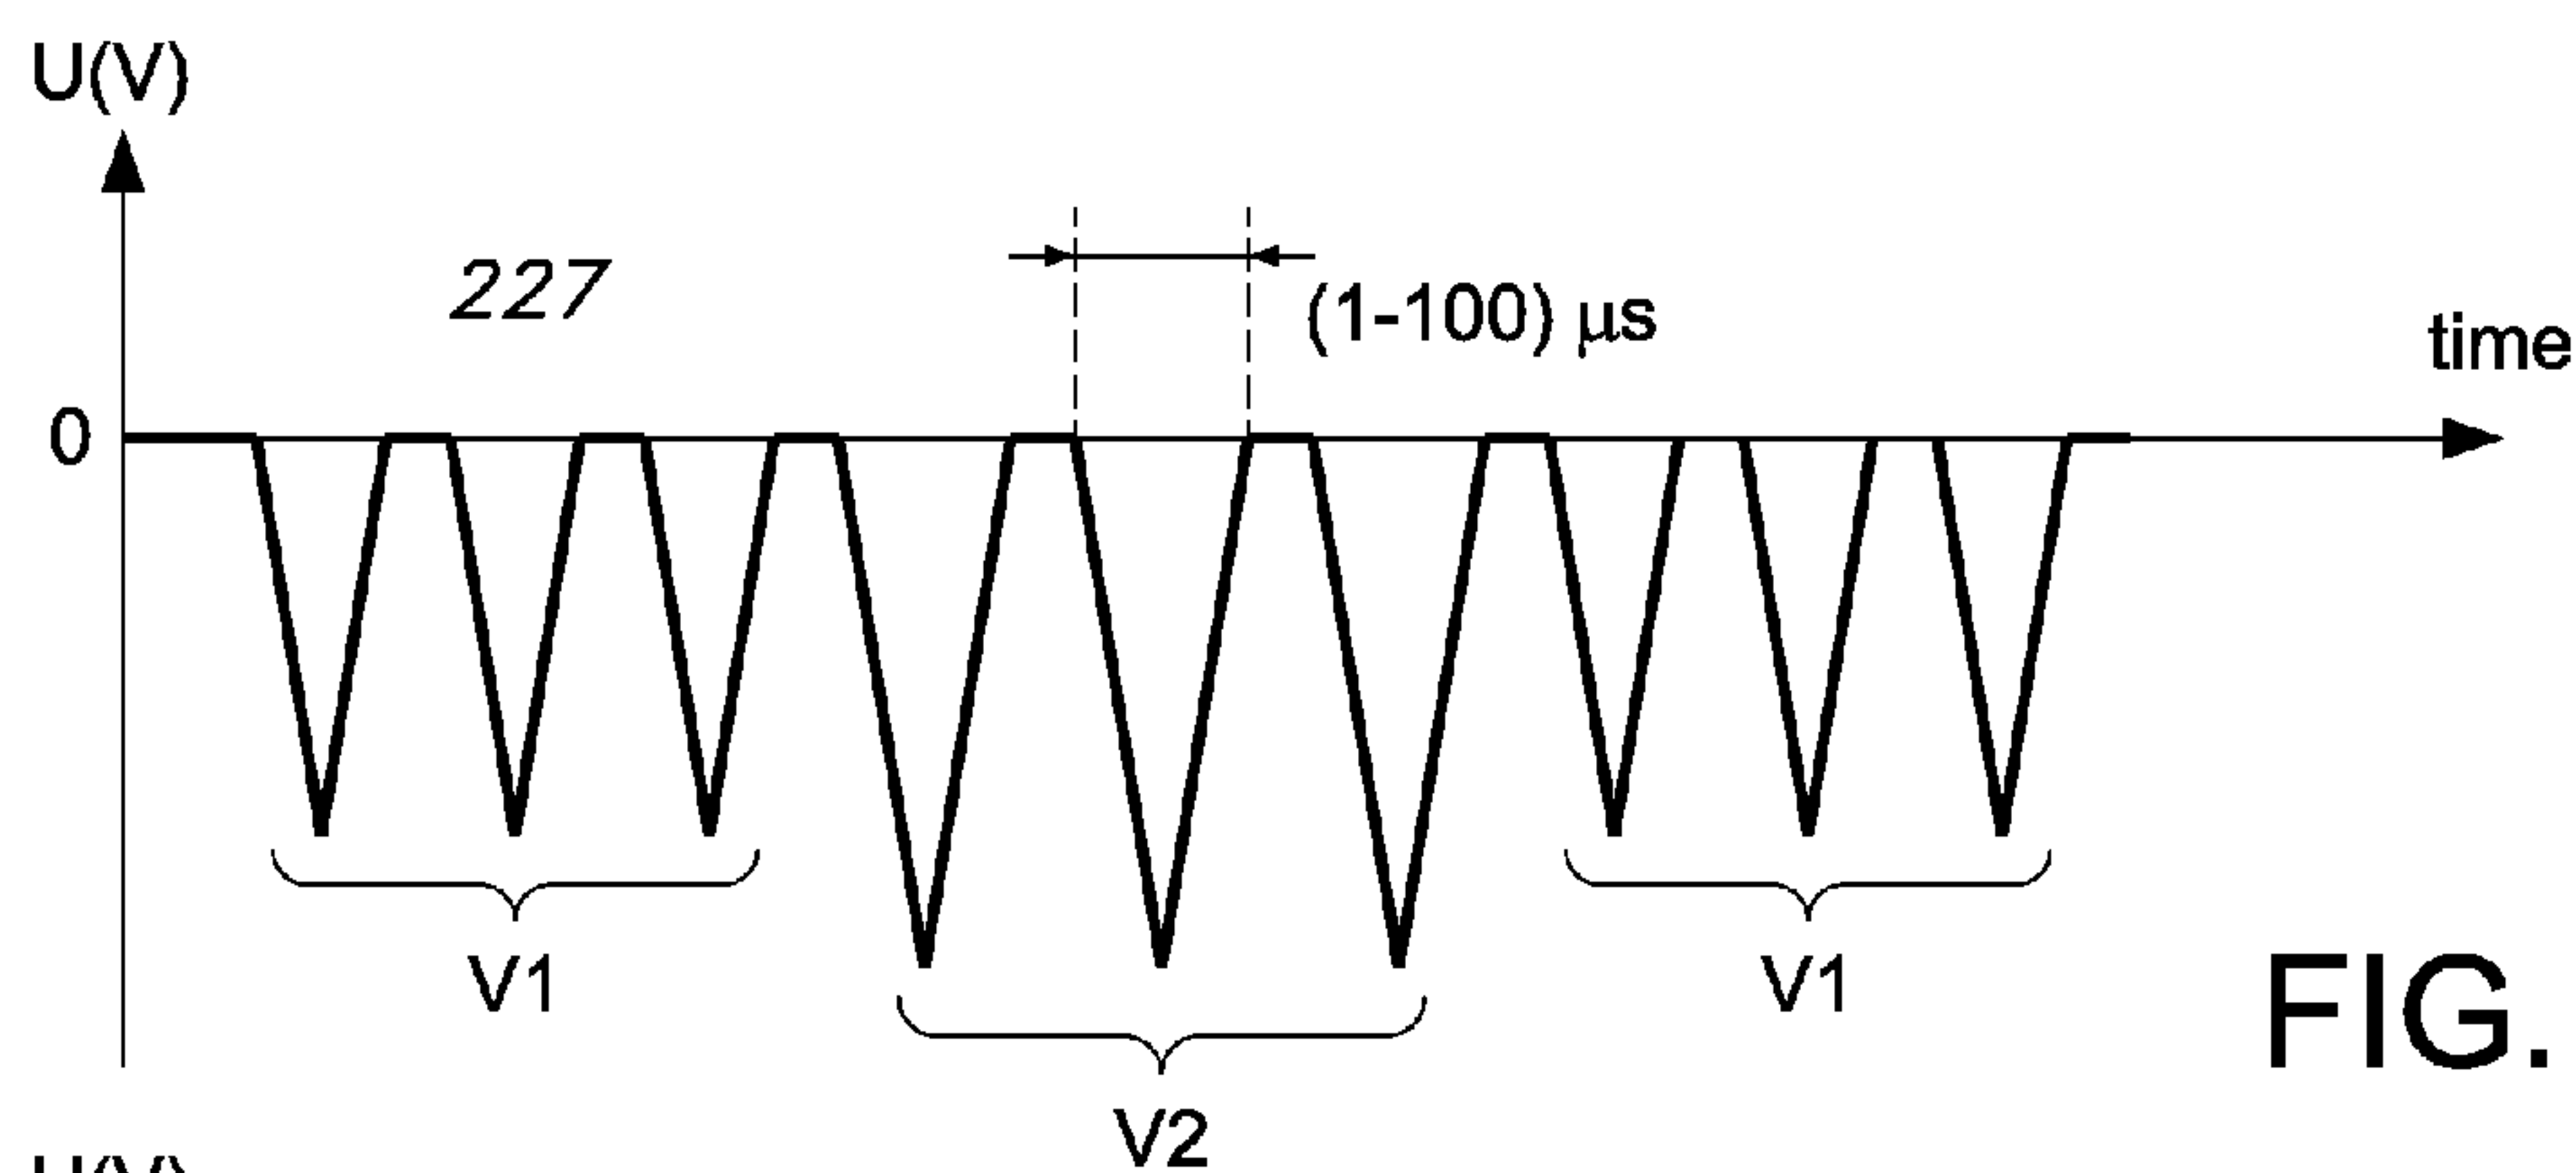 U(V)
227
(1-100) μs
time
0
V1
V1
FIG.
V2
U(V)